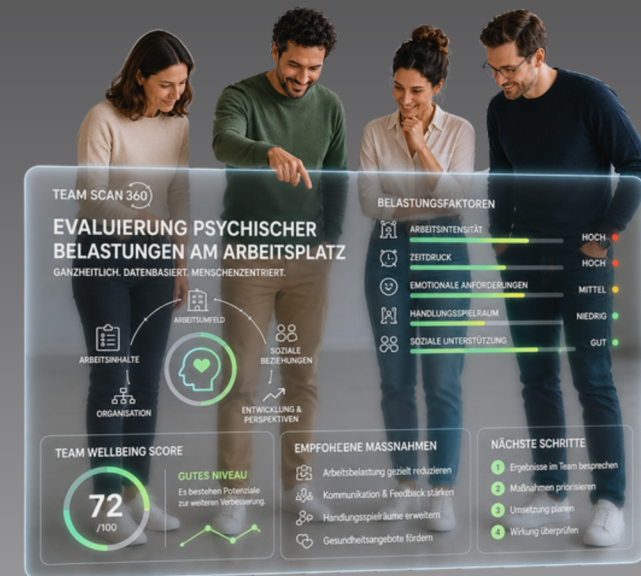 TEAM SCAN 360
EVALUIERUNG PSYCHISCHER
BELASTUNGEN AM ARBEITSPLATZ
GANZHEITLICH. DATENBASIERT. MENSCHENZENTRIERT.
ARBEITSUMFELD
ARBEITSINHALTE
SOZIALE
BEZIEHUNGEN
ORGANISATION
ENTWICKLUNG &
PERSPEKTIVEN
BELASTUNGSFAKTOREN
ARBEITSINTENSITÄT
HOCH
ZEITDRUCK
HOCH
EMOTIONALE ANFORDERUNGEN
MITTEL
HANDLUNGSSPIELRAUM
NIEDRIG
SOZIALE UNTERSTÜTZUNG
GUT
TEAM WELLBEING SCORE
72
/100
GUTES NIVEAU
Es bestehen Potenziale
zur weiteren Verbesserung.
EMPFOHLENE MASSNAHMEN
Arbeitsbelastung gezielt reduzieren
Kommunikation & Feedback stärken
Handlungsspielräume erweitern
Gesundheitsangebote fördern
NÄCHSTE SCHRITTE
1 Ergebnisse im Team besprechen
2 Maßnahmen priorisieren
3 Umsetzung planen
4 Wirkung überprüfen